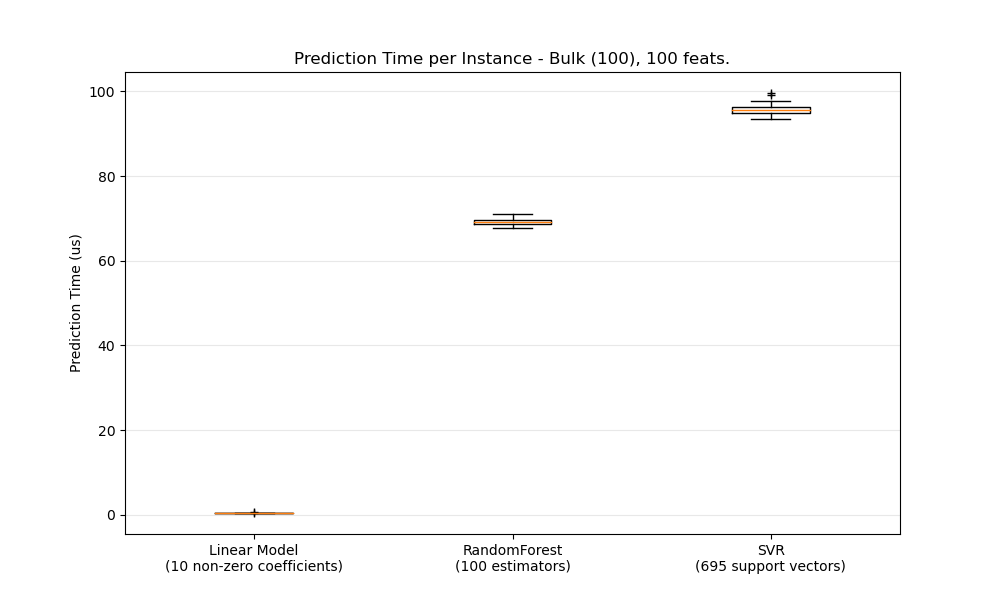 Prediction Time per Instance - Bulk (100), 100 feats.
Prediction Time (us)
100
80
60
40
20
0
Linear Model
(10 non-zero coefficients)
RandomForest
(100 estimators)
SVR
(695 support vectors)